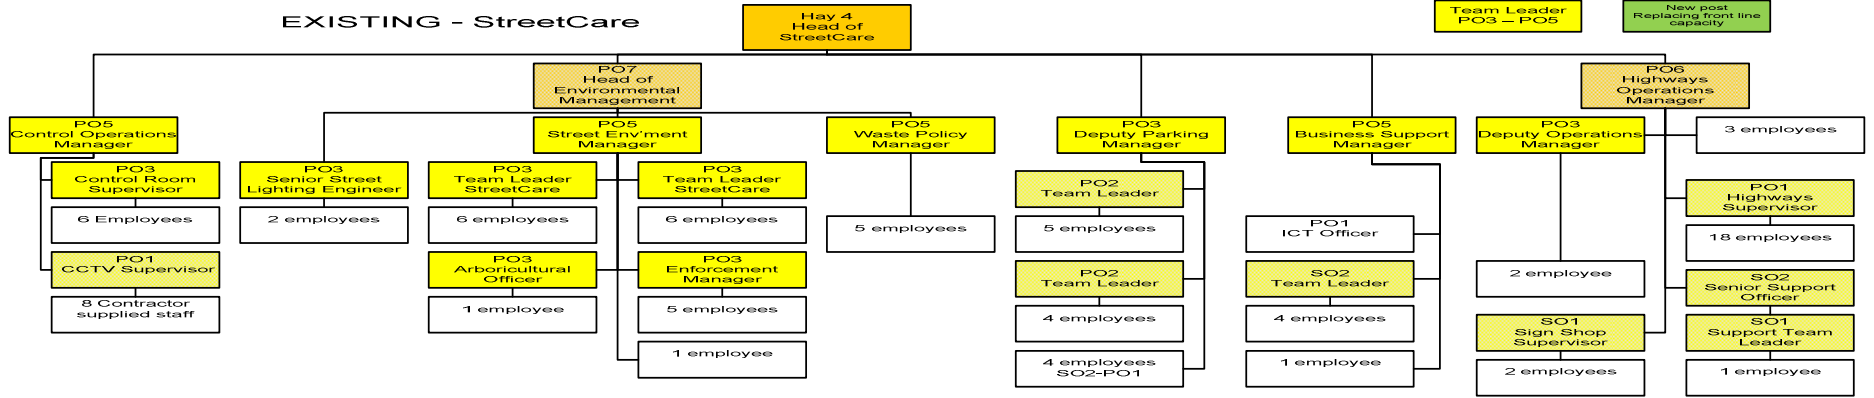 EXISTING - StreetCare
Hay 4
Head of
StreetCare
Team Leader
PO3 – PO5
New post
Replacing front line
capacity
PO7
Head of
Environmental
Management
PO6
Highways
Operations
Manager
PO5
Control Operations
Manager
PO5
Street Env'ment
Manager
PO5
Waste Policy
Manager
PO3
Deputy Parking
Manager
PO5
Business Support
Manager
PO3
Deputy Operations
Manager
3 employees
PO3
Control Room
Supervisor
6 Employees
PO1
CCTV Supervisor
8 Contractor
supplied staff
PO3
Senior Street
Lighting Engineer
2 employees
PO3
Team Leader
StreetCare
6 employees
PO3
Arboricultural
Officer
1 employee
PO3
Team Leader
StreetCare
6 employees
PO3
Enforcement
Manager
5 employees
1 employee
5 employees
PO2
Team Leader
5 employees
PO2
Team Leader
4 employees
4 employees
SO2-PO1
PO1
ICT Officer
SO2
Team Leader
4 employees
1 employee
2 employee
SO1
Sign Shop
Supervisor
2 employees
PO1
Highways
Supervisor
18 employees
SO2
Senior Support
Officer
SO1
Support Team
Leader
1 employee